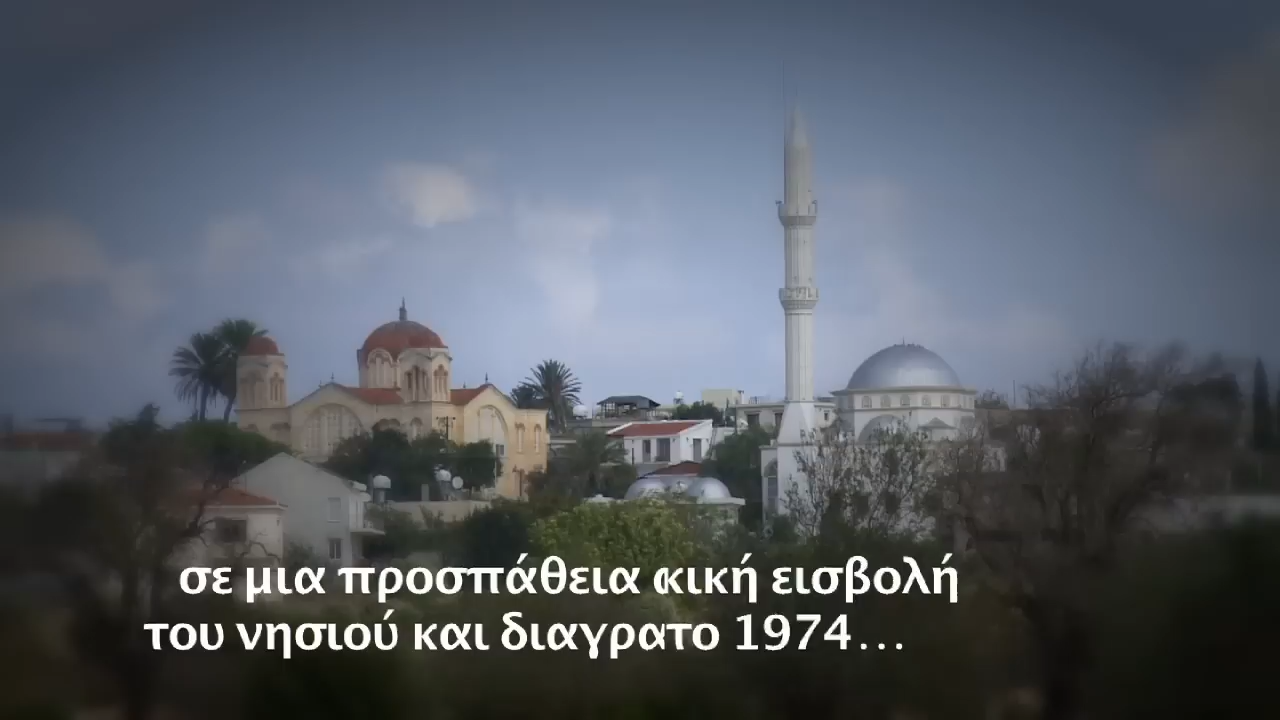 σε μια προσπάθεια κική εισβολή
του νησιού και διαγρατο 1974...